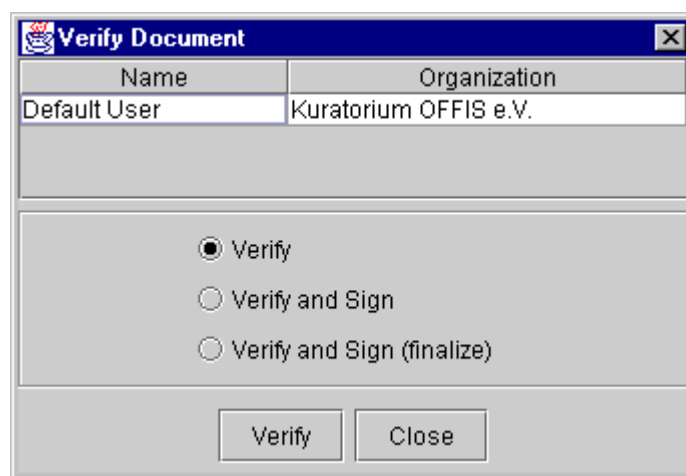 Verify Document
Name Organization
Default User Kuratorium OFFIS e.V.
Verify
Verify and Sign
Verify and Sign (finalize)
Verify Close